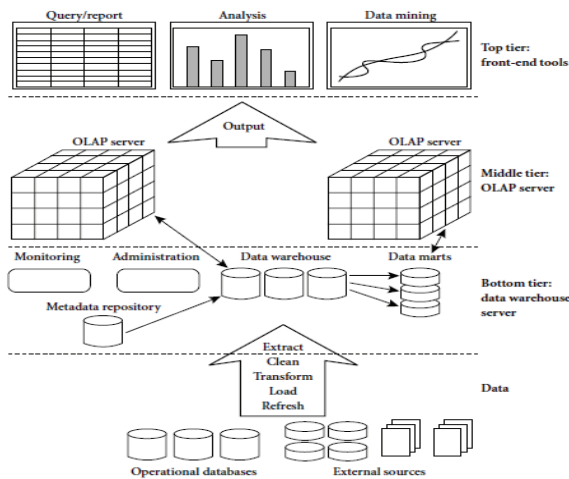 Query/report
Analysis
Data mining
Top tier:
front-end tools
Output
OLAP server
OLAP server
Middle tier:
OLAP server
Monitoring
Administration
Data warehouse
Data marts
Bottom tier:
data warehouse
server
Metadata repository
Extract
Clean
Transform
Load
Refresh
Data
Operational databases
External sources